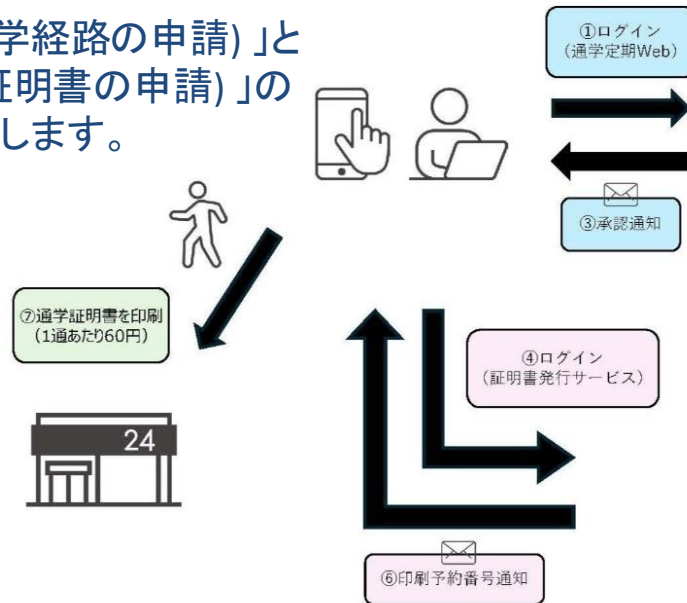 学経路の申請)」と
証明書の申請)」の
します。
①ログイン
(通学定期Web)
③承認通知
⑦通学証明書を印刷
(1通あたり60円)
④ログイン
(証明書発行サービス)
24
⑥印刷予約番号通知